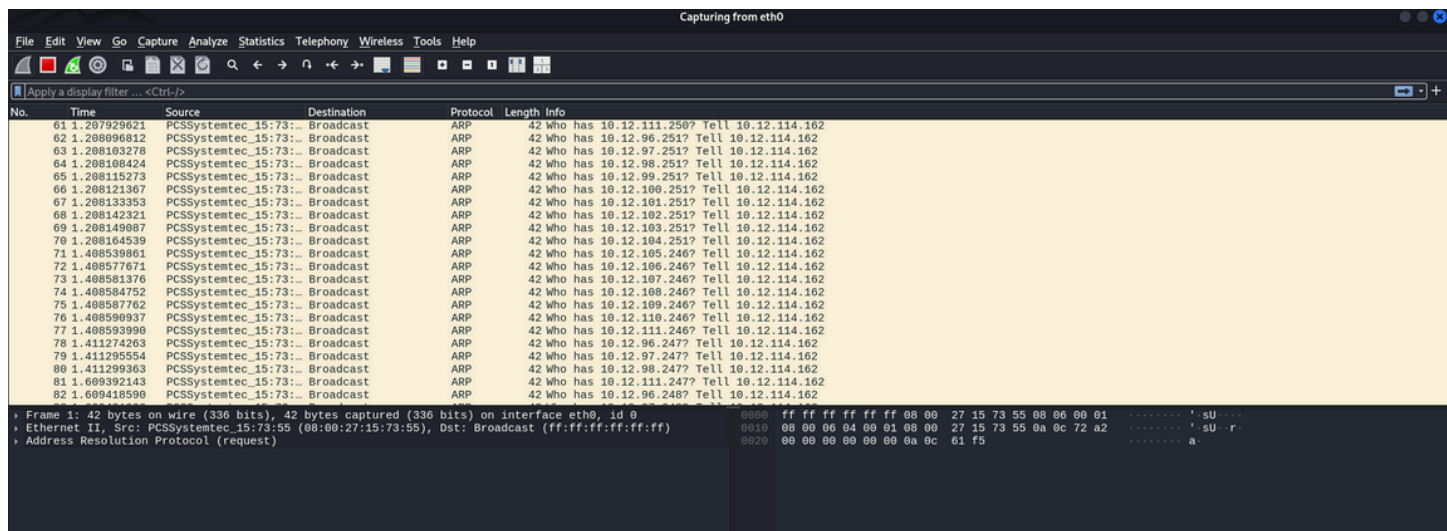 Capturing from eth0
File Edit View Go Capture Analyze Statistics Telephony Wireless Tools Help
Apply a display filter ... <Ctrl-/>
No. Time Source Destination Protocol Length Info
61 1.207929621 PCSSystemtec_15:73:… Broadcast ARP 42 Who has 10.12.111.250? Tell 10.12.114.162
62 1.208096812 PCSSystemtec_15:73:… Broadcast ARP 42 Who has 10.12.96.251? Tell 10.12.114.162
63 1.208103278 PCSSystemtec_15:73:… Broadcast ARP 42 Who has 10.12.97.251? Tell 10.12.114.162
64 1.208108424 PCSSystemtec_15:73:… Broadcast ARP 42 Who has 10.12.98.251? Tell 10.12.114.162
65 1.208115273 PCSSystemtec_15:73:… Broadcast ARP 42 Who has 10.12.99.251? Tell 10.12.114.162
66 1.208121367 PCSSystemtec_15:73:… Broadcast ARP 42 Who has 10.12.100.251? Tell 10.12.114.162
67 1.208133353 PCSSystemtec_15:73:… Broadcast ARP 42 Who has 10.12.101.251? Tell 10.12.114.162
68 1.208142321 PCSSystemtec_15:73:… Broadcast ARP 42 Who has 10.12.102.251? Tell 10.12.114.162
69 1.208149087 PCSSystemtec_15:73:… Broadcast ARP 42 Who has 10.12.103.251? Tell 10.12.114.162
70 1.208164539 PCSSystemtec_15:73:… Broadcast ARP 42 Who has 10.12.104.251? Tell 10.12.114.162
71 1.408539861 PCSSystemtec_15:73:… Broadcast ARP 42 Who has 10.12.105.246? Tell 10.12.114.162
72 1.408577671 PCSSystemtec_15:73:… Broadcast ARP 42 Who has 10.12.106.246? Tell 10.12.114.162
73 1.408581376 PCSSystemtec_15:73:… Broadcast ARP 42 Who has 10.12.107.246? Tell 10.12.114.162
74 1.408584752 PCSSystemtec_15:73:… Broadcast ARP 42 Who has 10.12.108.246? Tell 10.12.114.162
75 1.408587762 PCSSystemtec_15:73:… Broadcast ARP 42 Who has 10.12.109.246? Tell 10.12.114.162
76 1.408590937 PCSSystemtec_15:73:… Broadcast ARP 42 Who has 10.12.110.246? Tell 10.12.114.162
77 1.408593990 PCSSystemtec_15:73:… Broadcast ARP 42 Who has 10.12.111.246? Tell 10.12.114.162
78 1.411274263 PCSSystemtec_15:73:… Broadcast ARP 42 Who has 10.12.96.247? Tell 10.12.114.162
79 1.411295554 PCSSystemtec_15:73:… Broadcast ARP 42 Who has 10.12.97.247? Tell 10.12.114.162
80 1.411299363 PCSSystemtec_15:73:… Broadcast ARP 42 Who has 10.12.98.247? Tell 10.12.114.162
81 1.609392143 PCSSystemtec_15:73:… Broadcast ARP 42 Who has 10.12.111.247? Tell 10.12.114.162
82 1.609418590 PCSSystemtec_15:73:… Broadcast ARP 42 Who has 10.12.96.248? Tell 10.12.114.162
Frame 1: 42 bytes on wire (336 bits), 42 bytes captured (336 bits) on interface eth0, id 0
Ethernet II, Src: PCSSystemtec_15:73:55 (08:00:27:15:73:55), Dst: Broadcast (ff:ff:ff:ff:ff:ff)
Address Resolution Protocol (request)
0000 ff ff ff ff ff ff 08 00 27 15 73 55 08 06 00 01 ········ '·sU····
0010 08 00 06 04 00 01 08 00 27 15 73 55 0a 0c 72 a2 ········ '·sU··r·
0020 00 00 00 00 00 00 0a 0c 61 f5 ········ a·